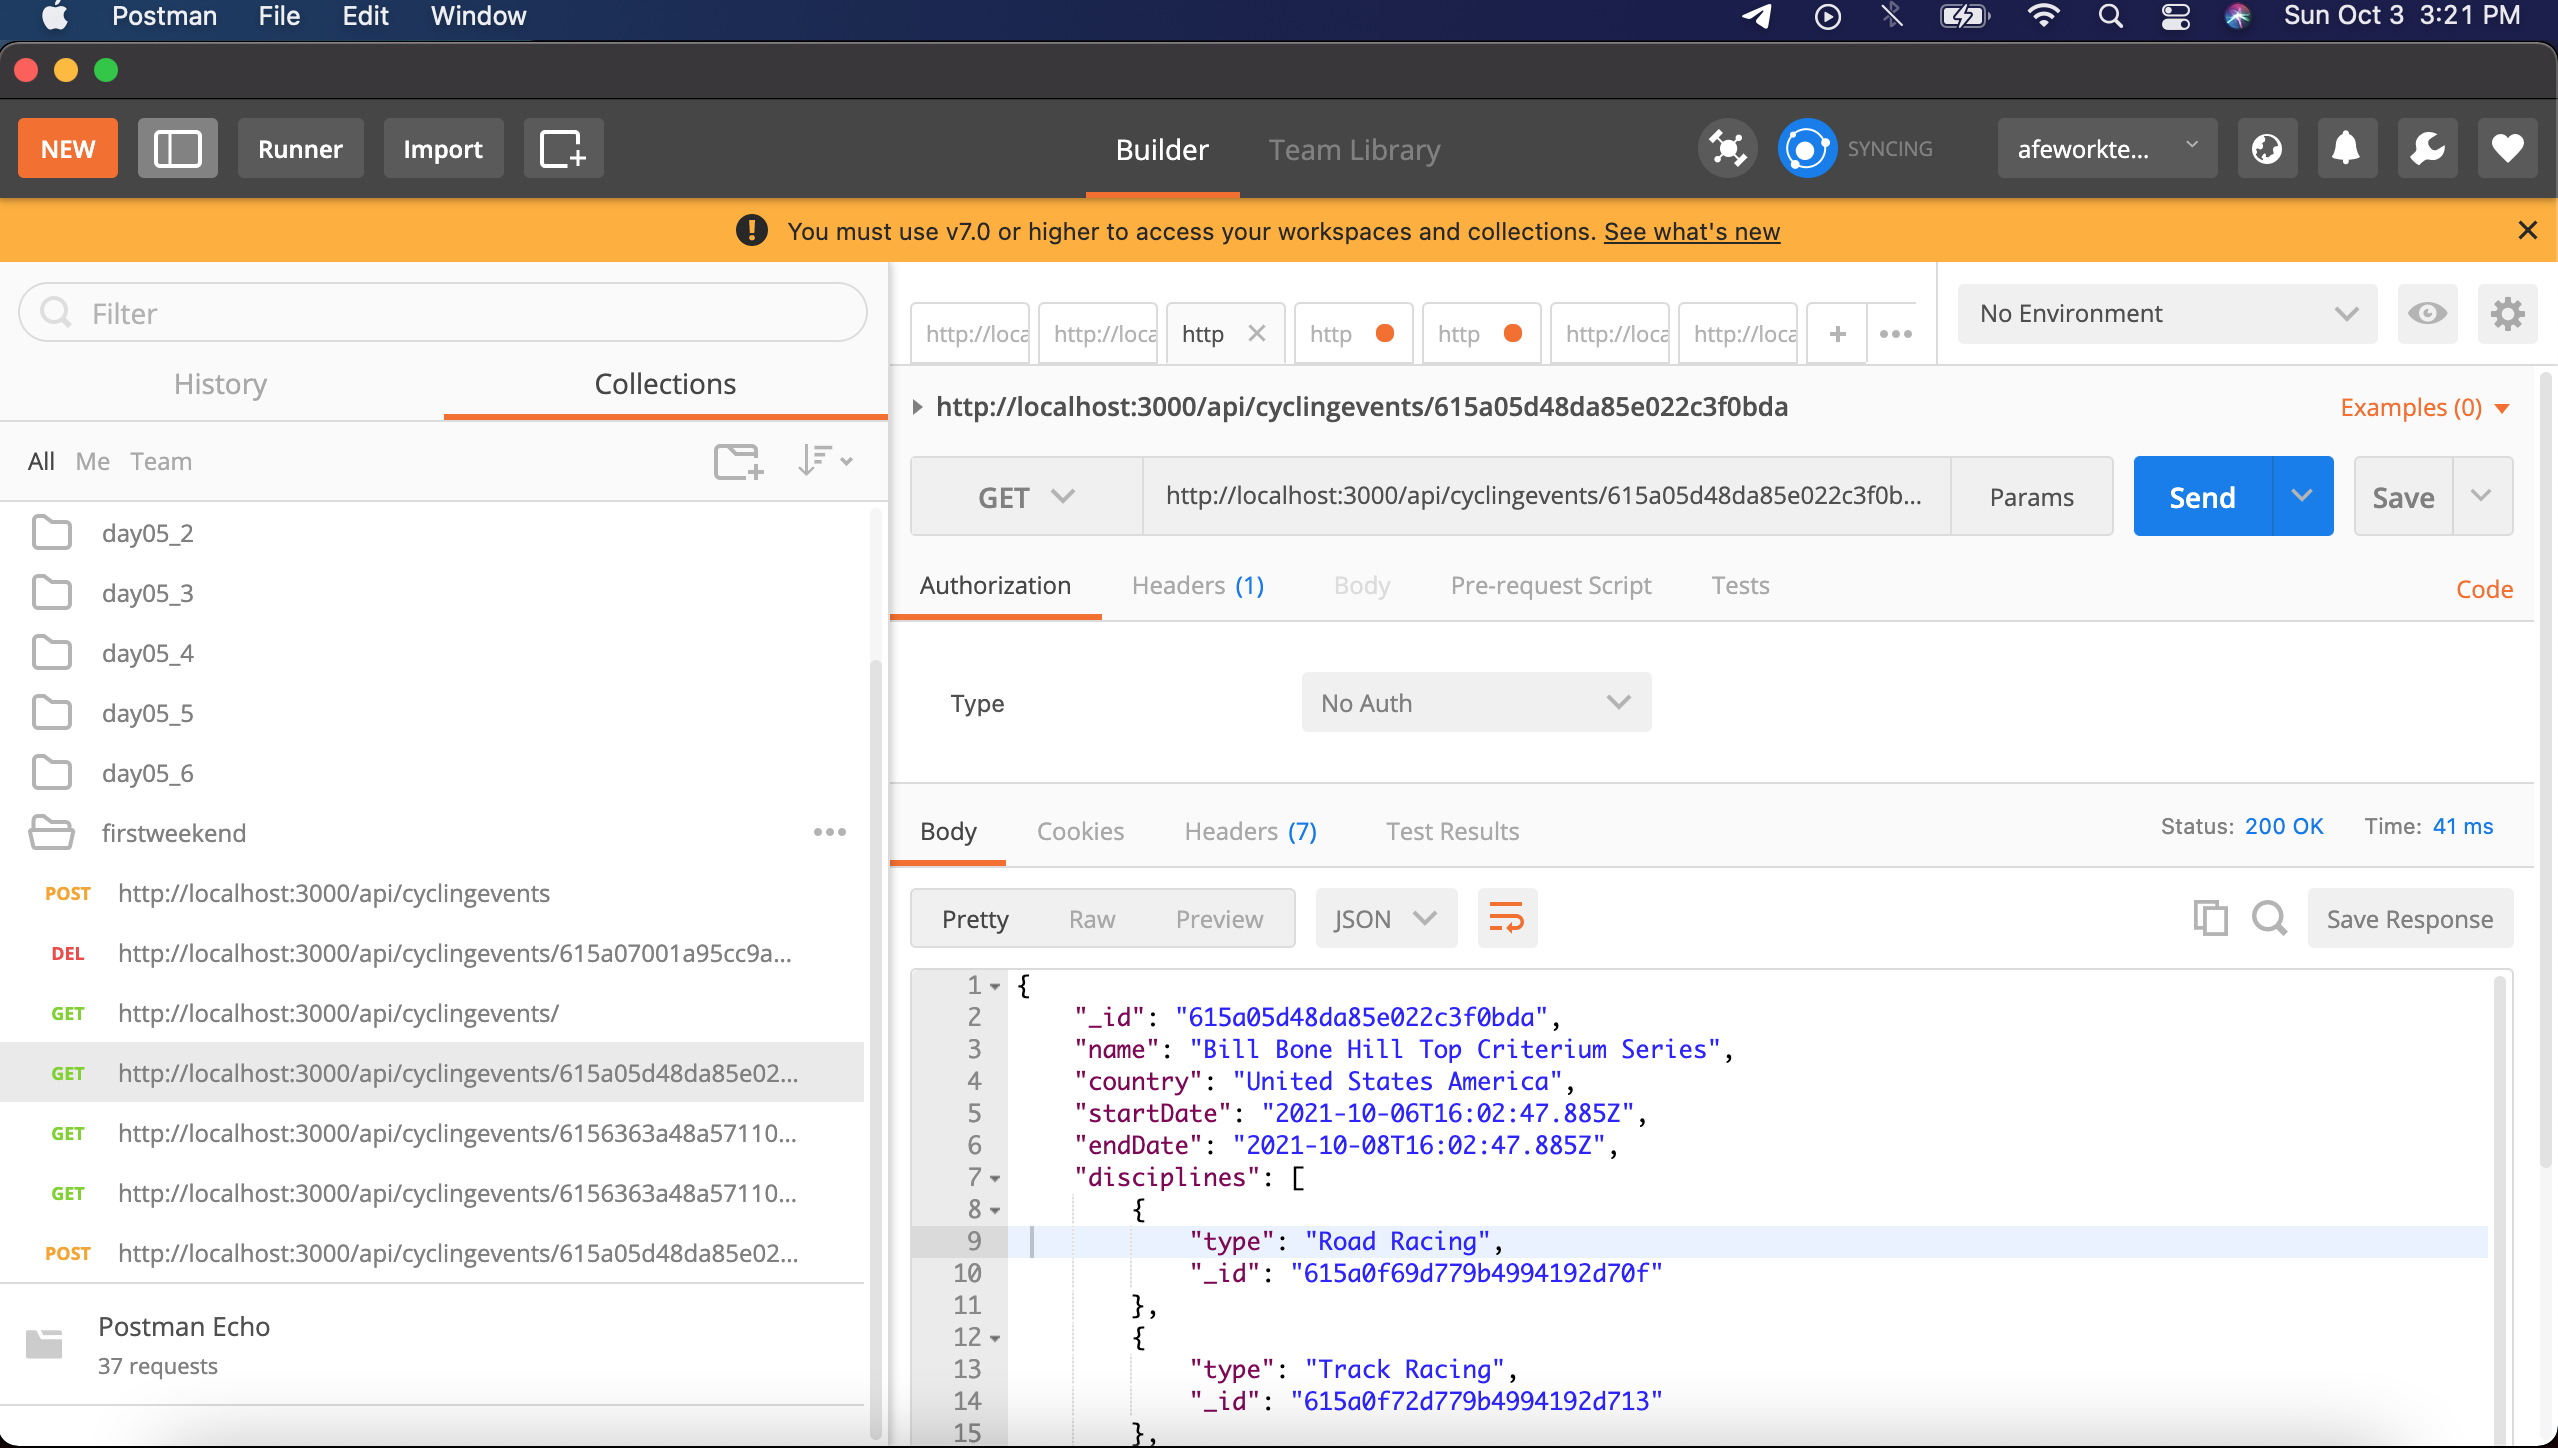 Postman File Edit Window Sun Oct 3 3:21 PM
NEW Runner Import Builder Team Library SYNCING afeworkte...
You must use v7.0 or higher to access your workspaces and collections. See what's new
Filter
http://loca http://loca http http http http://loca http://loca
No Environment
History Collections
http://localhost:3000/api/cyclingevents/615a05d48da85e022c3f0bda
Examples (0)
All Me Team
GET http://localhost:3000/api/cyclingevents/615a05d48da85e022c3f0b... Params Send Save
day05_2
day05_3
day05_4
day05_5
day05_6
firstweekend
POST http://localhost:3000/api/cyclingevents
DEL http://localhost:3000/api/cyclingevents/615a07001a95cc9a...
GET http://localhost:3000/api/cyclingevents/
GET http://localhost:3000/api/cyclingevents/615a05d48da85e02...
GET http://localhost:3000/api/cyclingevents/6156363a48a57110...
GET http://localhost:3000/api/cyclingevents/6156363a48a57110...
POST http://localhost:3000/api/cyclingevents/615a05d48da85e02...
Postman Echo
37 requests
Authorization Headers (1) Body Pre-request Script Tests Code
Type No Auth
Body Cookies Headers (7) Test Results Status: 200 OK Time: 41 ms
Pretty Raw Preview JSON Save Response
1 {
2 "_id": "615a05d48da85e022c3f0bda",
3 "name": "Bill Bone Hill Top Criterium Series",
4 "country": "United States America",
5 "startDate": "2021-10-06T16:02:47.885Z",
6 "endDate": "2021-10-08T16:02:47.885Z",
7 "disciplines": [
8 {
9 "type": "Road Racing",
10 "_id": "615a0f69d779b4994192d70f"
11 },
12 {
13 "type": "Track Racing",
14 "_id": "615a0f72d779b4994192d713"
15 },